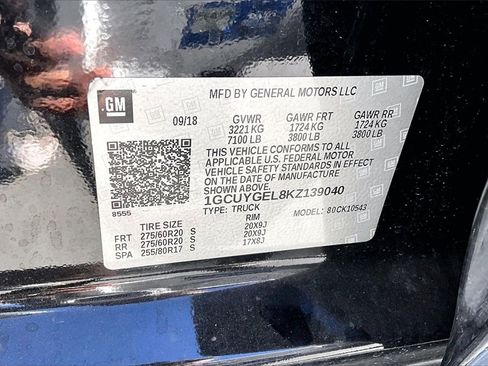 GM
MFD BY GENERAL MOTORS LLC
09/18 GVWR GAWR FRT GAWR RR
3221 KG 1724 KG 1724 KG
7100 LB 3800 LB 3800 LB
THIS VEHICLE CONFORMS TO ALL
APPLICABLE U.S. FEDERAL MOTOR
VEHICLE SAFETY STANDARDS IN EFFECT
ON THE DATE OF MANUFACTURE
SHOWN ABOVE.
1GCUYGEL8KZ139040
TYPE: TRUCK 80CK10543
8555
TIRE SIZE RIM
FRT 275/60R20 S 20X9J
RR 275/60R20 S 20X9J
SPA 255/80R17 S 17X8J